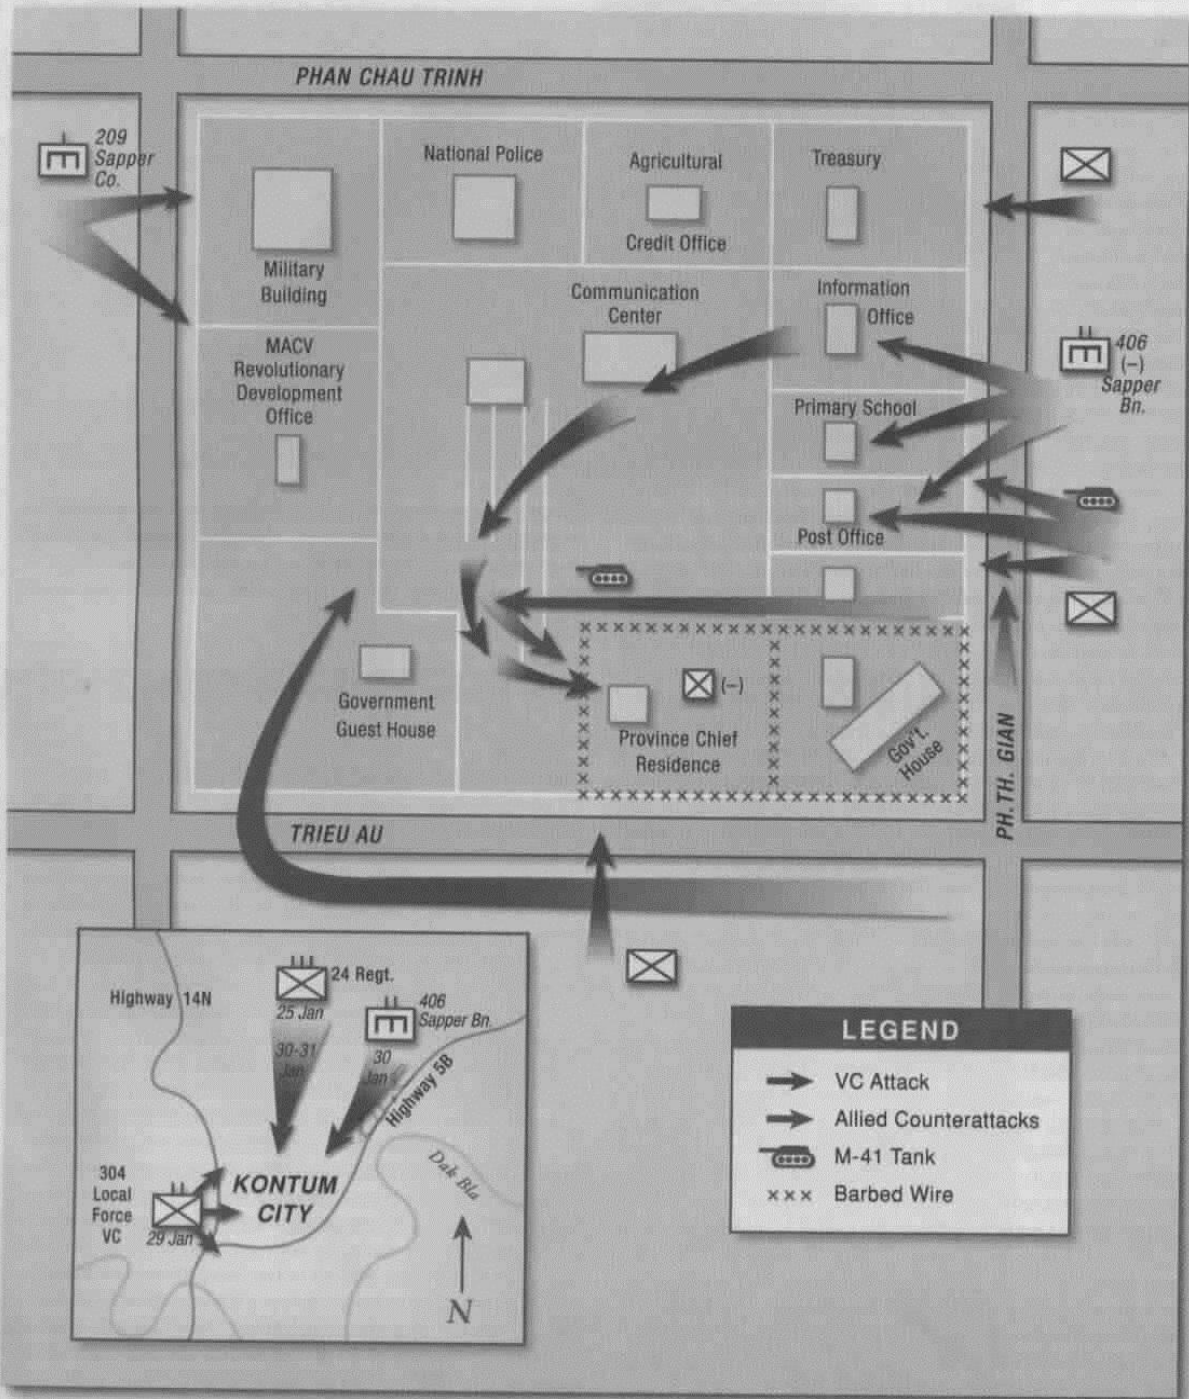 PHAN CHAU TRINH
209
Sapper
Co.
National Police
Agricultural
Credit Office
Treasury
Military
Building
Communication
Center
Information
Office
MACV
Revolutionary
Development
Office
406
(–)
Sapper
Bn.
Primary School
Post Office
Government
Guest House
(–)
Province Chief
Residence
Gov't.
House
PH. TH. GIAN
TRIEU AU
Highway 14N
24 Regt.
25 Jan
30-31
Jan
406
Sapper Bn.
30
Jan
Highway 5B
Dak Bla
304
Local
Force
VC
29 Jan
KONTUM
CITY
N
LEGEND
VC Attack
Allied Counterattacks
M-41 Tank
xxx Barbed Wire